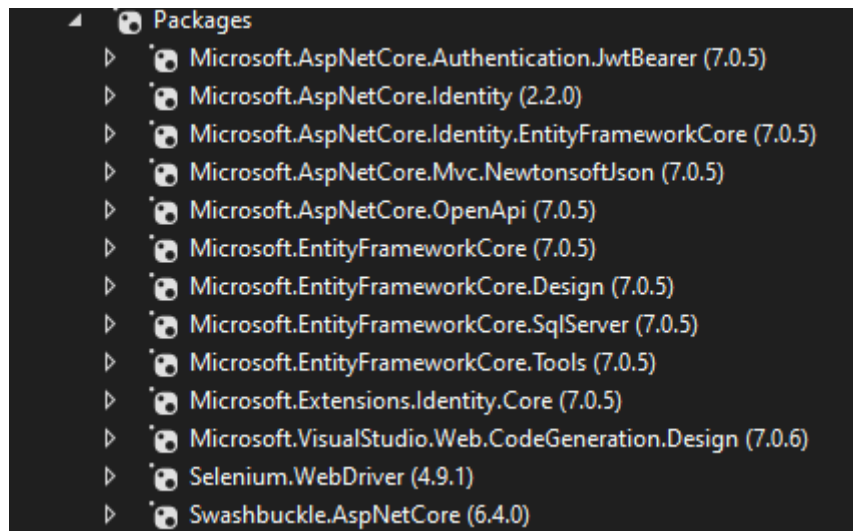 Packages
Microsoft.AspNetCore.Authentication.JwtBearer (7.0.5)
Microsoft.AspNetCore.Identity (2.2.0)
Microsoft.AspNetCore.Identity.EntityFrameworkCore (7.0.5)
Microsoft.AspNetCore.Mvc.NewtonsoftJson (7.0.5)
Microsoft.AspNetCore.OpenApi (7.0.5)
Microsoft.EntityFrameworkCore (7.0.5)
Microsoft.EntityFrameworkCore.Design (7.0.5)
Microsoft.EntityFrameworkCore.SqlServer (7.0.5)
Microsoft.EntityFrameworkCore.Tools (7.0.5)
Microsoft.Extensions.Identity.Core (7.0.5)
Microsoft.VisualStudio.Web.CodeGeneration.Design (7.0.6)
Selenium.WebDriver (4.9.1)
Swashbuckle.AspNetCore (6.4.0)